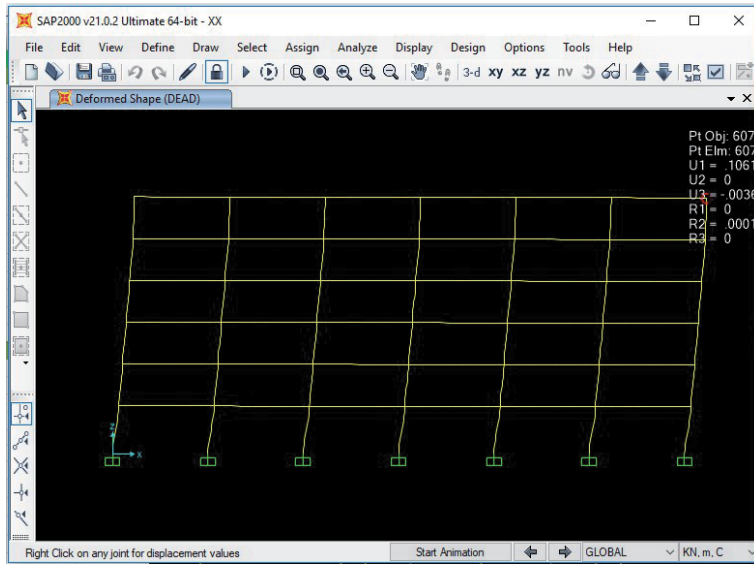 SAP2000 v21.0.2 Ultimate 64-bit - XX
File Edit View Define Draw Select Assign Analyze Display Design Options Tools Help
3-d xy xz yz nv
Deformed Shape (DEAD)
Pt Obj: 607
Pt Elm: 607
U1 = .1061
U2 = 0
U3 = -.0036
R1 = 0
R2 = .0001
R3 = 0
Z
X
Right Click on any joint for displacement values Start Animation GLOBAL KN, m, C